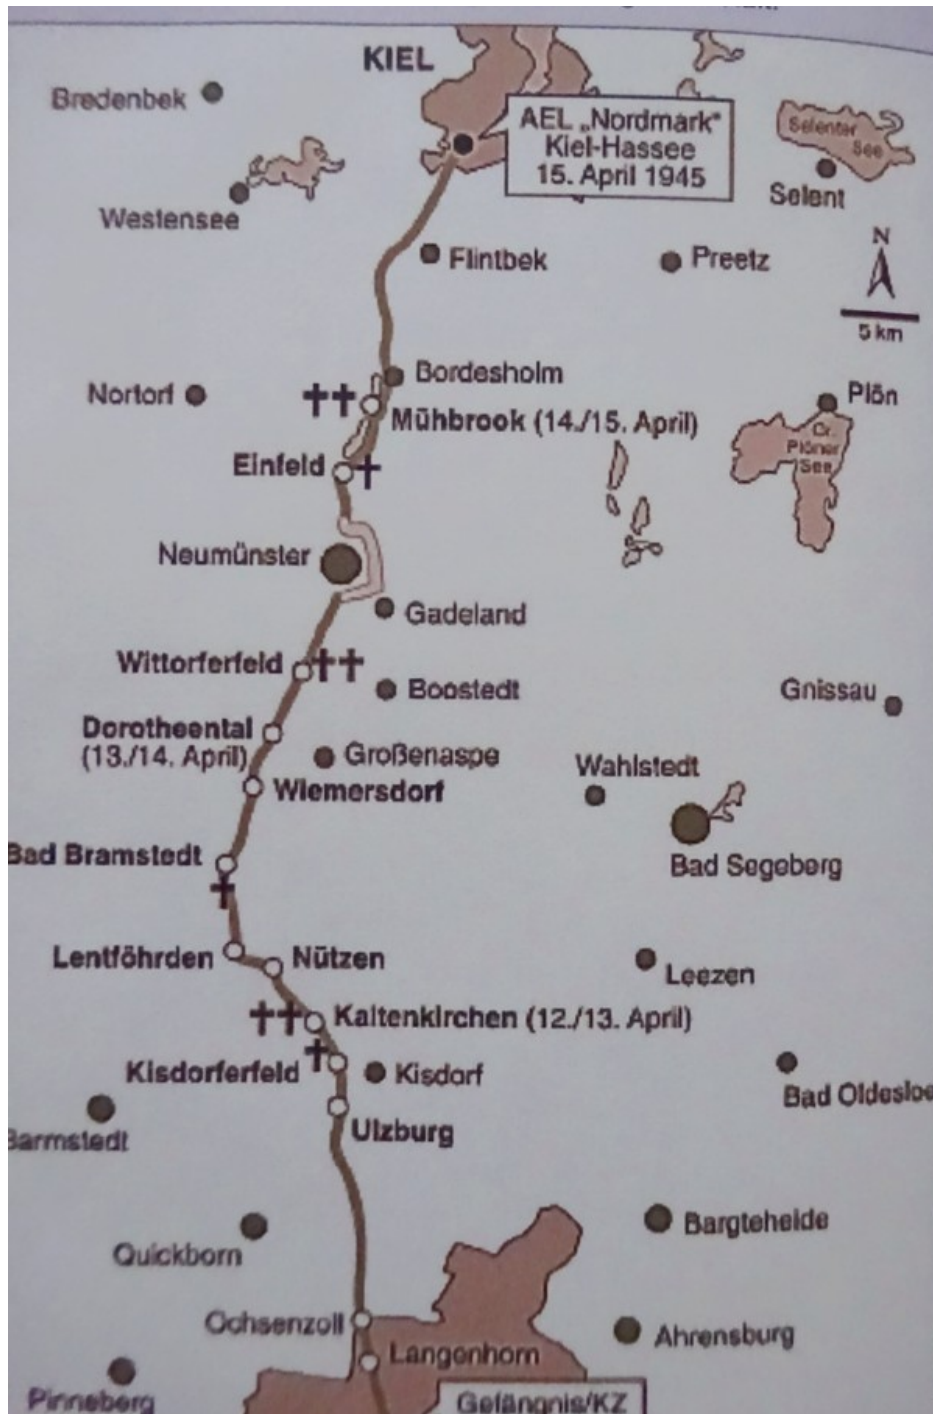 KIEL
Bredenbek
AEL „Nordmark“
Kiel-Hassee
15. April 1945
Selenter
See
Selent
Westensee
N
Flintbek
Preetz
5 km
Bordesholm
Nortorf
††
Plön
Mühbrook (14./15. April)
Gr.
Plöner
See
Einfeld
†
Neumünster
Gadeland
Wittorferfeld
††
Boostedt
Gnissau
Dorotheental
(13./14. April)
Großenaspe
Wahlstedt
Wiemersdorf
Bad Bramstedt
†
Bad Segeberg
Lentföhrden
Nützen
Leezen
††
Kaltenkirchen (12./13. April)
†
Kisdorferfeld
Kisdorf
Bad Oldesloe
Barmstedt
Ulzburg
Quickborn
Bargteheide
Ochsenzoll
Ahrensburg
Langenhorn
Pinneberg
Gefängnis/KZ